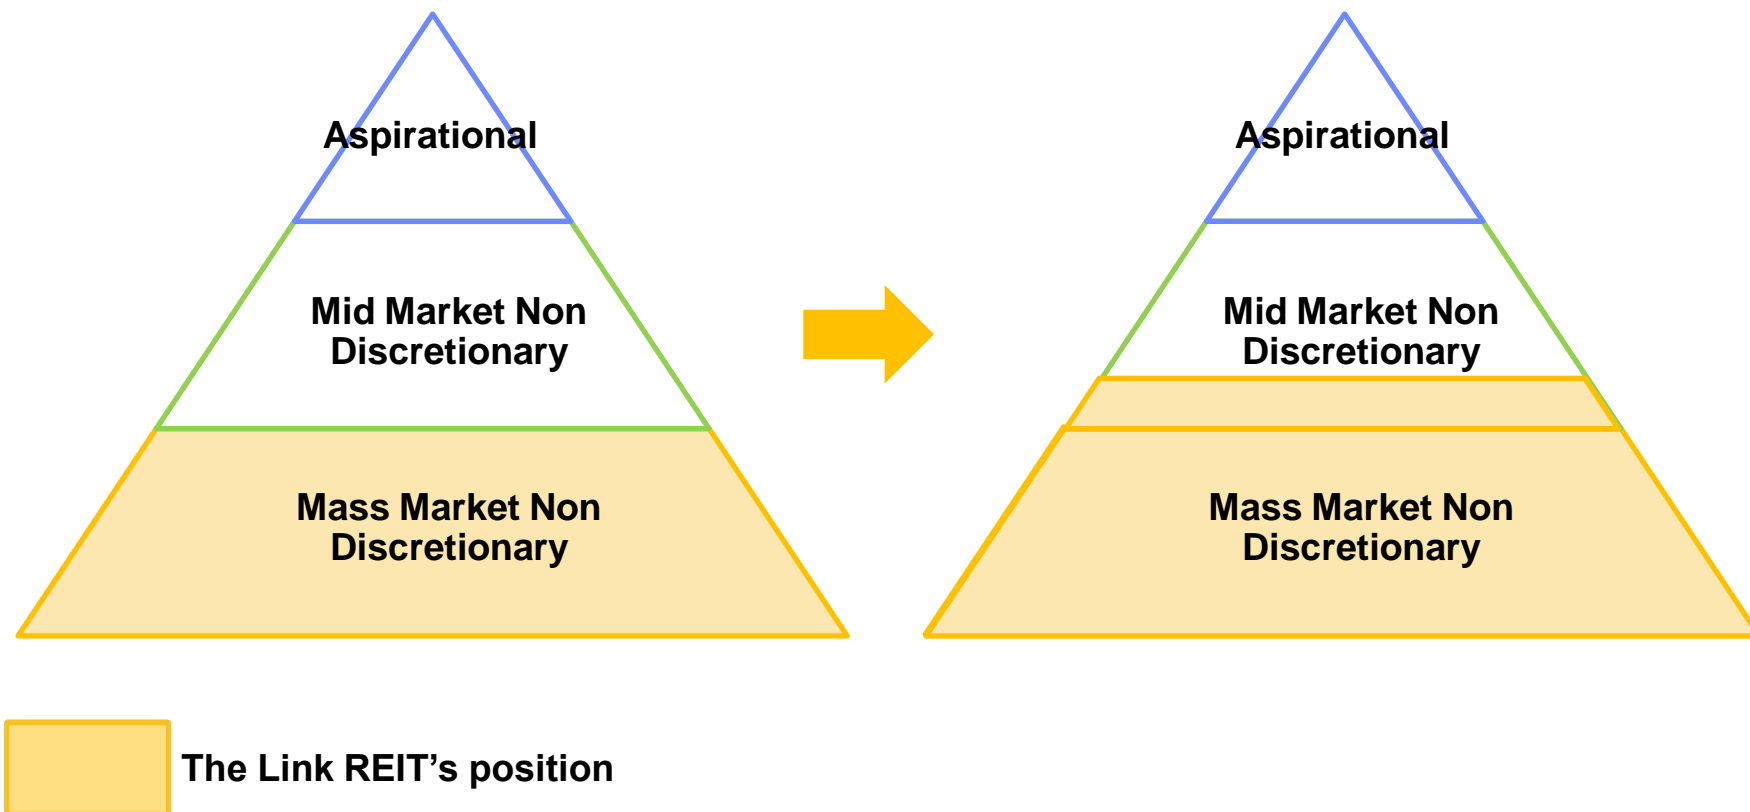 Aspirational
Mid Market Non
Discretionary
Mass Market Non
Discretionary
Aspirational
Mid Market Non
Discretionary
Mass Market Non
Discretionary
The Link REIT’s position